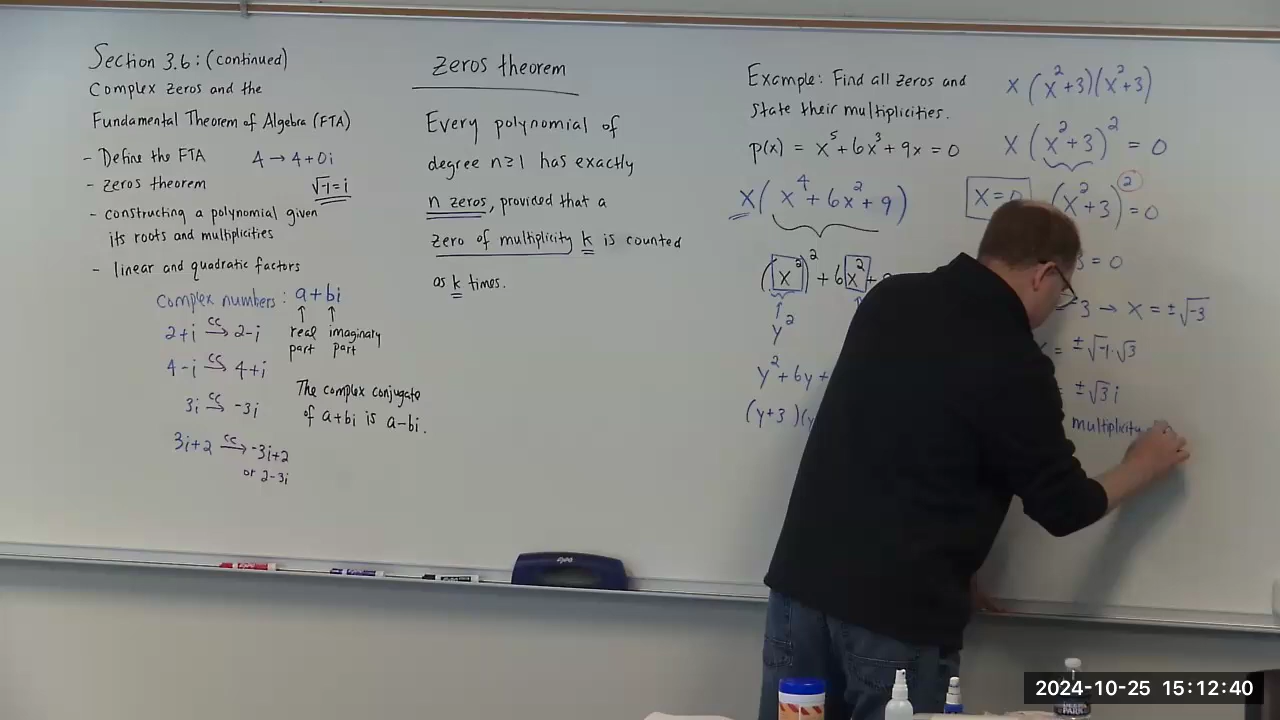 Section 3.6: (continued)
Complex zeros and the
Fundamental Theorem of Algebra (FTA)
- Define the FTA 4 → 4+0i
- zeros theorem √-1 = i
- constructing a polynomial given
its roots and multiplicities
- linear and quadratic factors
Complex numbers: a+bi
↑ ↑
real imaginary
part part
2+i cc→ 2-i
4-i cc→ 4+i
3i cc→ -3i
3i+2 cc→ -3i+2
or 2-3i
The complex conjugate
of a+bi is a-bi.
zeros theorem
Every polynomial of
degree n≥1 has exactly
n zeros, provided that a
zero of multiplicity k is counted
as k times.
Example: Find all zeros and
state their multiplicities.
p(x) = x⁵+6x³+9x = 0
x(x⁴+6x²+9)
(x²)²+6x²+
↑
y²
y²+6y+
(y+3)(y
x(x²+3)(x²+3)
x(x²+3)² = 0
x=0 (x²+3)² = 0
= 0
3 → x = ±√-3
= ±√-1·√3
±√3 i
multiplicity
2024-10-25 15:12:40